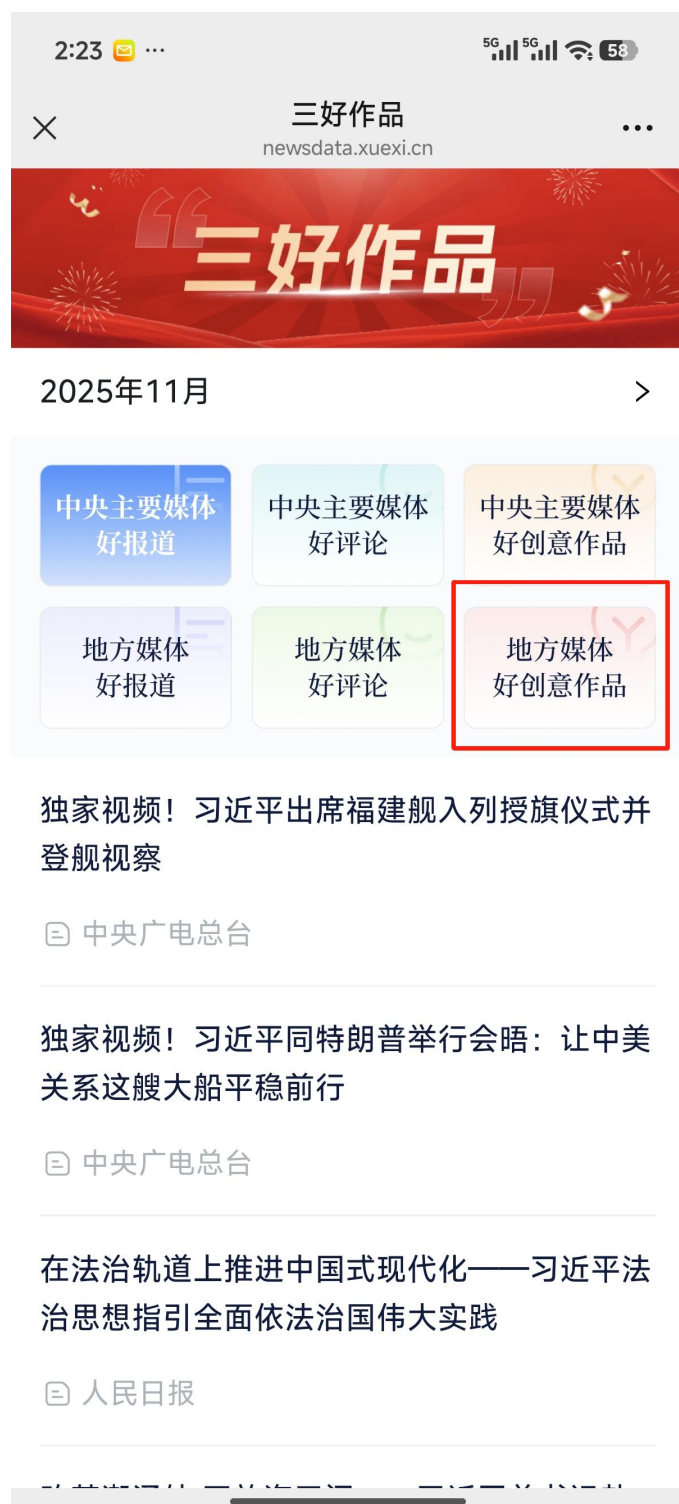 2:23
5G 5G 58
三好作品
newsdata.xuexi.cn
三好作品
2025年11月
中央主要媒体
好报道
中央主要媒体
好评论
中央主要媒体
好创意作品
地方媒体
好报道
地方媒体
好评论
地方媒体
好创意作品
独家视频！习近平出席福建舰入列授旗仪式并
登舰视察
中央广电总台
独家视频！习近平同特朗普举行会晤：让中美
关系这艘大船平稳前行
中央广电总台
在法治轨道上推进中国式现代化——习近平法
治思想指引全面依法治国伟大实践
人民日报